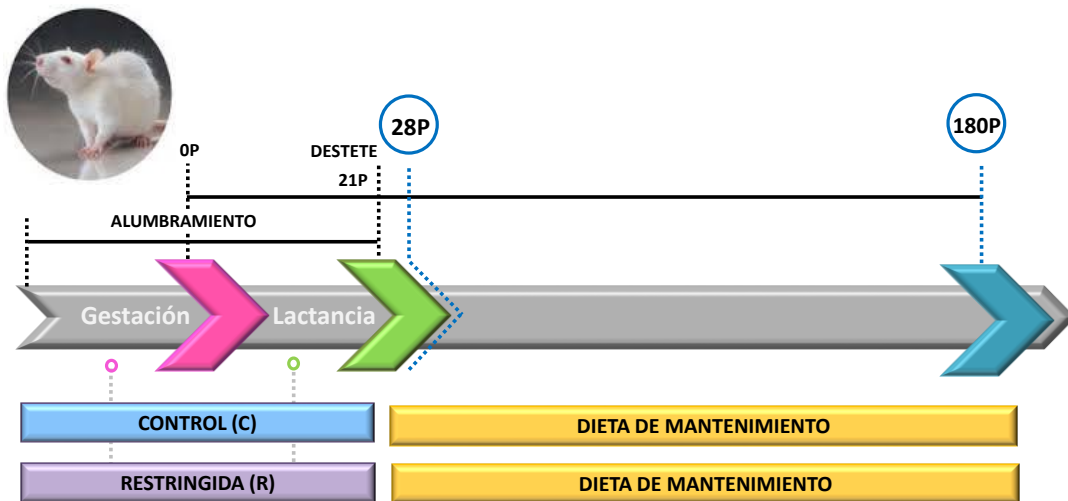 28P
180P
0P
DESTETE
21P
ALUMBRAMIENTO
Gestación
Lactancia
CONTROL (C)
DIETA DE MANTENIMIENTO
RESTRINGIDA (R)
DIETA DE MANTENIMIENTO